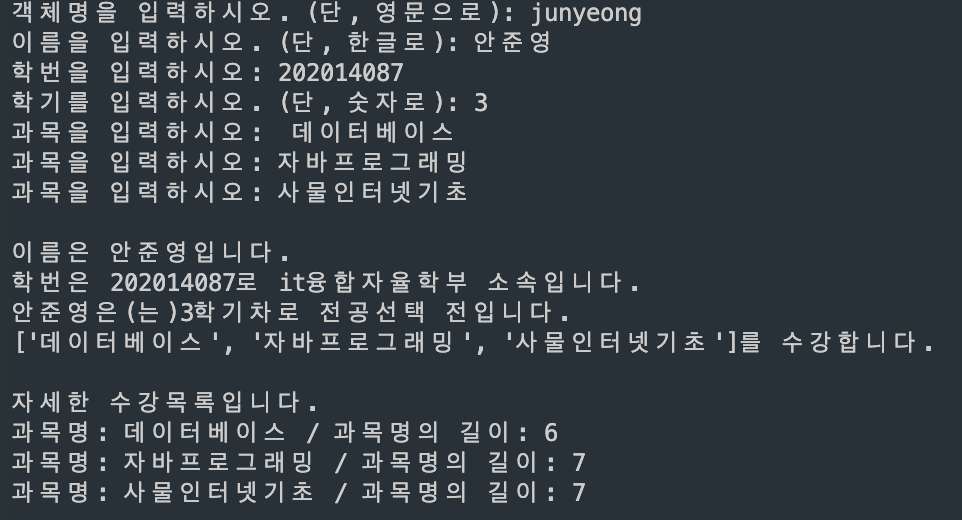 객체명을 입력하시오. (단, 영문으로): junyeong
이름을 입력하시오. (단, 한글로): 안준영
학번을 입력하시오: 202014087
학기를 입력하시오. (단, 숫자로): 3
과목을 입력하시오:  데이터베이스
과목을 입력하시오: 자바프로그래밍
과목을 입력하시오: 사물인터넷기초

이름은 안준영입니다.
학번은 202014087로 it융합자율학부 소속입니다.
안준영은(는)3학기차로 전공선택 전입니다.
['데이터베이스', '자바프로그래밍', '사물인터넷기초']를 수강합니다.

자세한 수강목록입니다.
과목명: 데이터베이스 / 과목명의 길이: 6
과목명: 자바프로그래밍 / 과목명의 길이: 7
과목명: 사물인터넷기초 / 과목명의 길이: 7